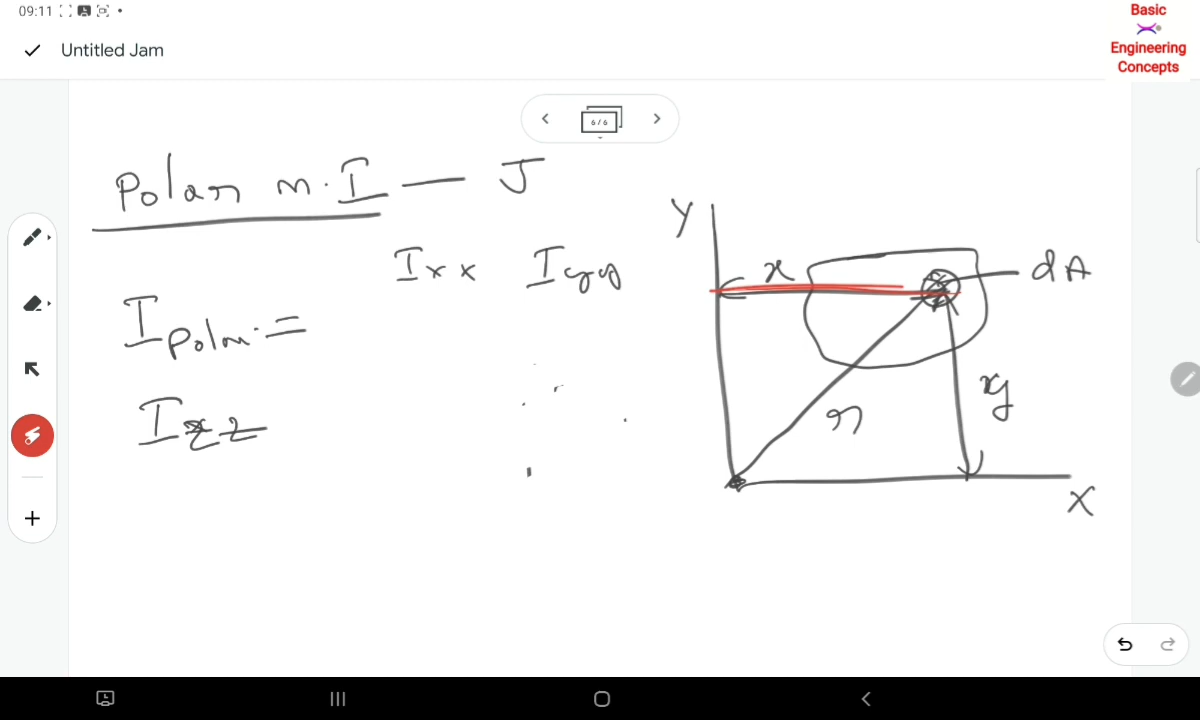 09:11
Basic
Engineering
Concepts
Untitled Jam
6 / 6
Polar m.I — J
Ixx Iyy
Ipolar =
Izz
Y
x
dA
r
y
X